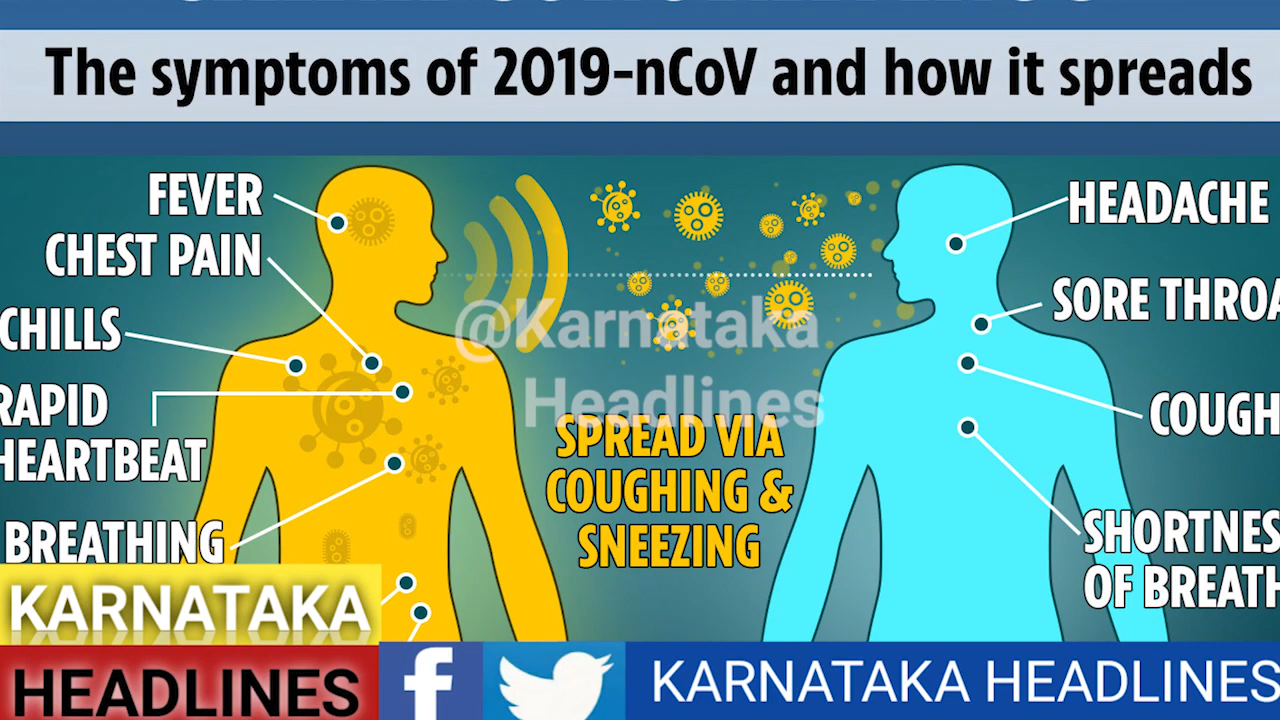 The symptoms of 2019-nCoV and how it spreads
FEVER
CHEST PAIN
CHILLS
RAPID
HEARTBEAT
BREATHING
HEADACHE
SORE THROA
COUGH
SHORTNES
OF BREATH
@Karnataka
Headlines
SPREAD VIA
COUGHING &
SNEEZING
KARNATAKA
HEADLINES
KARNATAKA HEADLINES